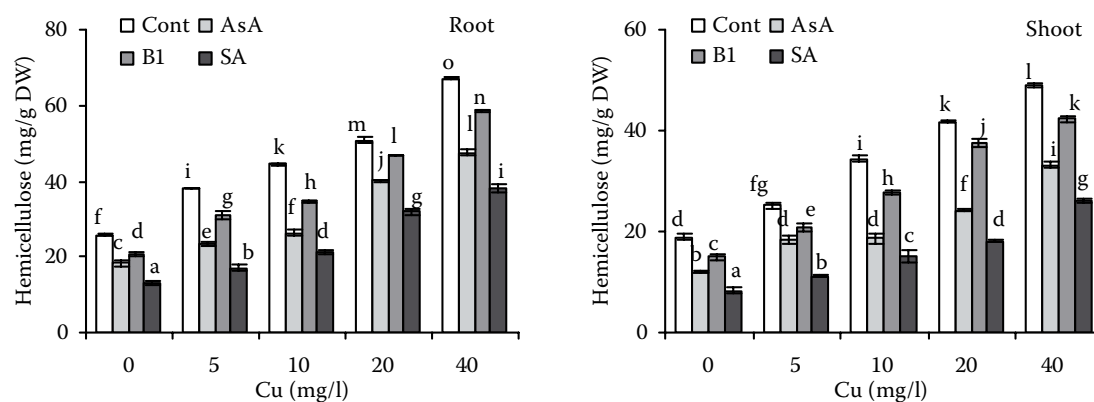 80
60
40
20
0
Hemicellulose (mg/g DW)
Cont AsA
B1 SA
Root
f c d a
i e g b
k f h d
m j l g
o l n i
0 5 10 20 40
Cu (mg/l)
60
40
20
0
Hemicellulose (mg/g DW)
Cont AsA
B1 SA
Shoot
d b c a
fg d e b
i d h c
k f j d
l i k g
0 5 10 20 40
Cu (mg/l)